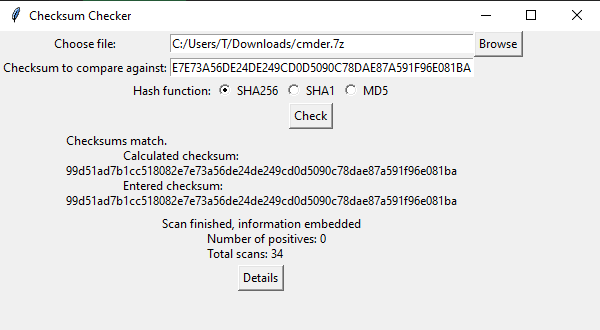 Checksum Checker
Choose file: C:/Users/T/Downloads/cmder.7z Browse
Checksum to compare against: E7E73A56DE24DE249CD0D5090C78DAE87A591F96E081BA
Hash function: SHA256 SHA1 MD5
Check
Checksums match.
Calculated checksum:
99d51ad7b1cc518082e7e73a56de24de249cd0d5090c78dae87a591f96e081ba
Entered checksum:
99d51ad7b1cc518082e7e73a56de24de249cd0d5090c78dae87a591f96e081ba
Scan finished, information embedded
Number of positives: 0
Total scans: 34
Details